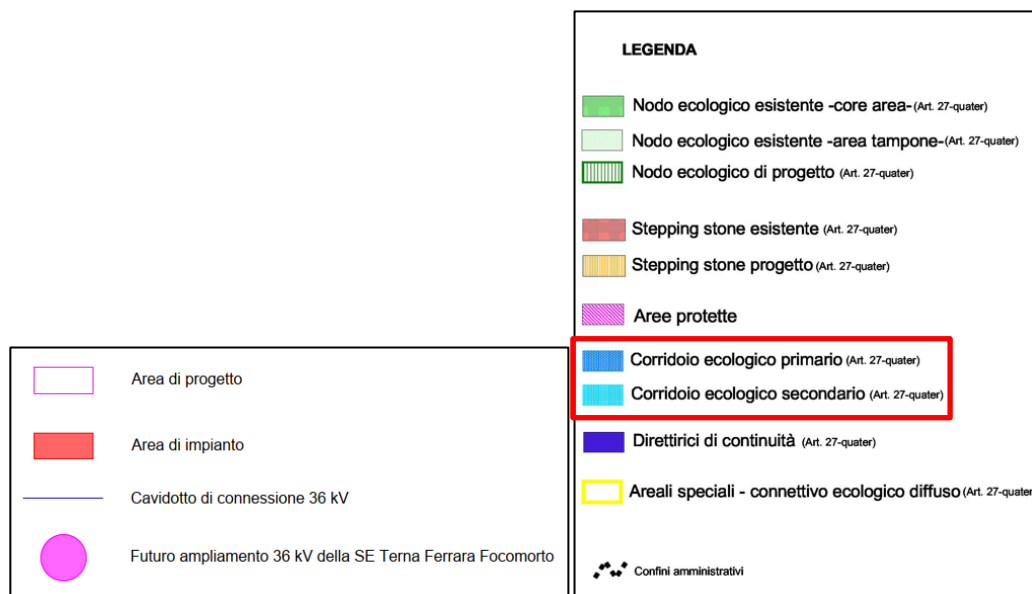 LEGENDA
Nodo ecologico esistente -core area- (Art. 27-quater)
Nodo ecologico esistente -area tampone- (Art. 27-quater)
Nodo ecologico di progetto (Art. 27-quater)
Stepping stone esistente (Art. 27-quater)
Stepping stone progetto (Art. 27-quater)
Aree protette
Corridoio ecologico primario (Art. 27-quater)
Corridoio ecologico secondario (Art. 27-quater)
Direttirici di continuità (Art. 27-quater)
Areali speciali - connettivo ecologico diffuso (Art. 27-quater
Confini amministrativi
Area di progetto
Area di impianto
Cavidotto di connessione 36 kV
Futuro ampliamento 36 kV della SE Terna Ferrara Focomorto